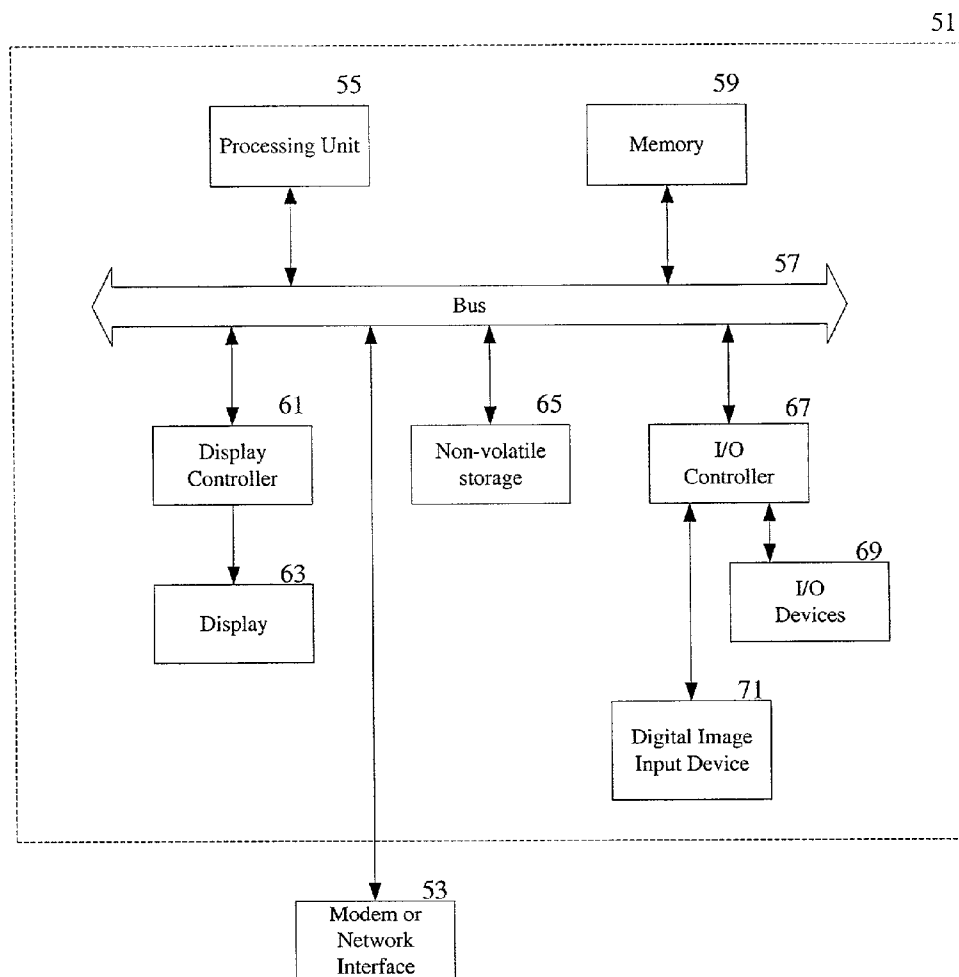 51
55
59
Processing Unit
Memory
57
Bus
61
65
67
Display
Controller
Non-volatile
storage
I/O
Controller
63
69
Display
I/O
Devices
71
Digital Image
Input Device
53
Modem or
Network
Interface